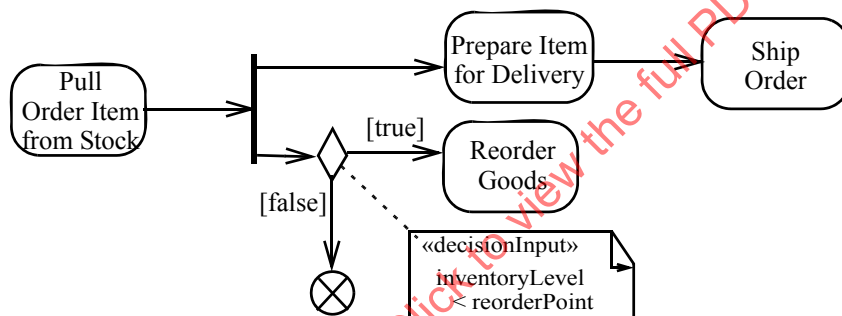 Pull
Order Item
from Stock
Prepare Item
for Delivery
Ship
Order
[true]
Reorder
Goods
[false]
«decisionInput»
inventoryLevel
< reorderPoint
click to view the full PD